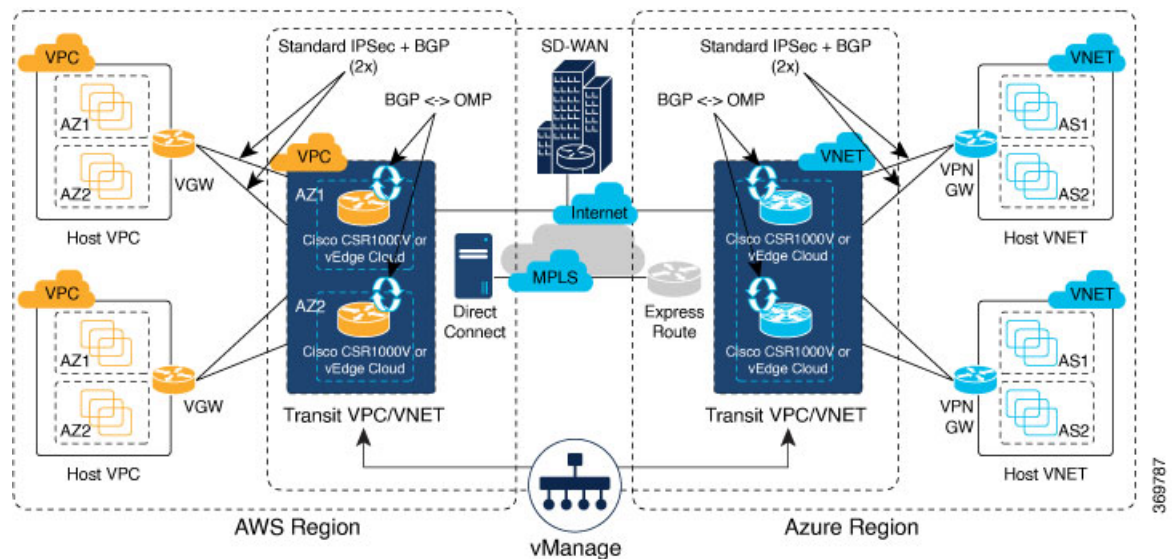 VPC
Standard IPSec + BGP
(2x)
SD-WAN
Standard IPSec + BGP
(2x)
VNET
AZ1
AZ2
VGW
Host VPC
BGP <-> OMP
BGP <-> OMP
AS1
AS2
VPN
GW
Host VNET
VPC
AZ1
Cisco CSR1000V or
vEdge Cloud
AZ2
Cisco CSR1000V or
vEdge Cloud
Transit VPC/VNET
Internet
MPLS
Direct
Connect
Express
Route
VNET
Cisco CSR1000V or
vEdge Cloud
Cisco CSR1000V or
vEdge Cloud
Transit VPC/VNET
VPC
AZ1
AZ2
VGW
Host VPC
VNET
AS1
AS2
VPN
GW
Host VNET
AWS Region
vManage
Azure Region
369787